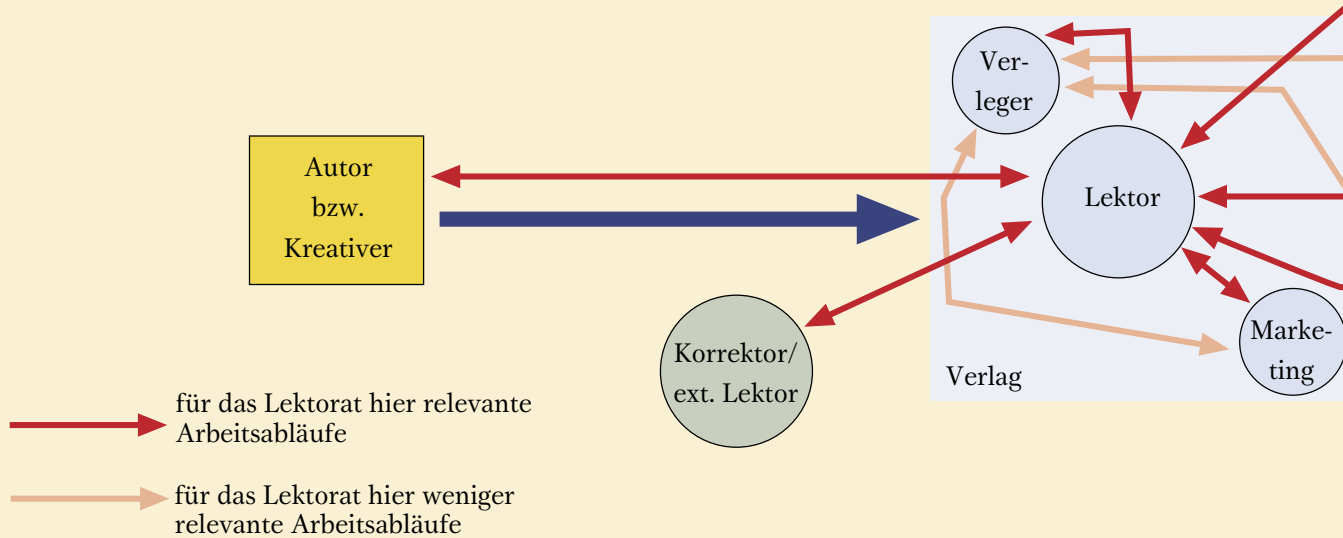 Ver-
leger
Autor
bzw.
Kreativer
Lektor
Korrektor/
ext. Lektor
Marke-
ting
Verlag
für das Lektorat hier relevante
Arbeitsabläufe
für das Lektorat hier weniger
relevante Arbeitsabläufe